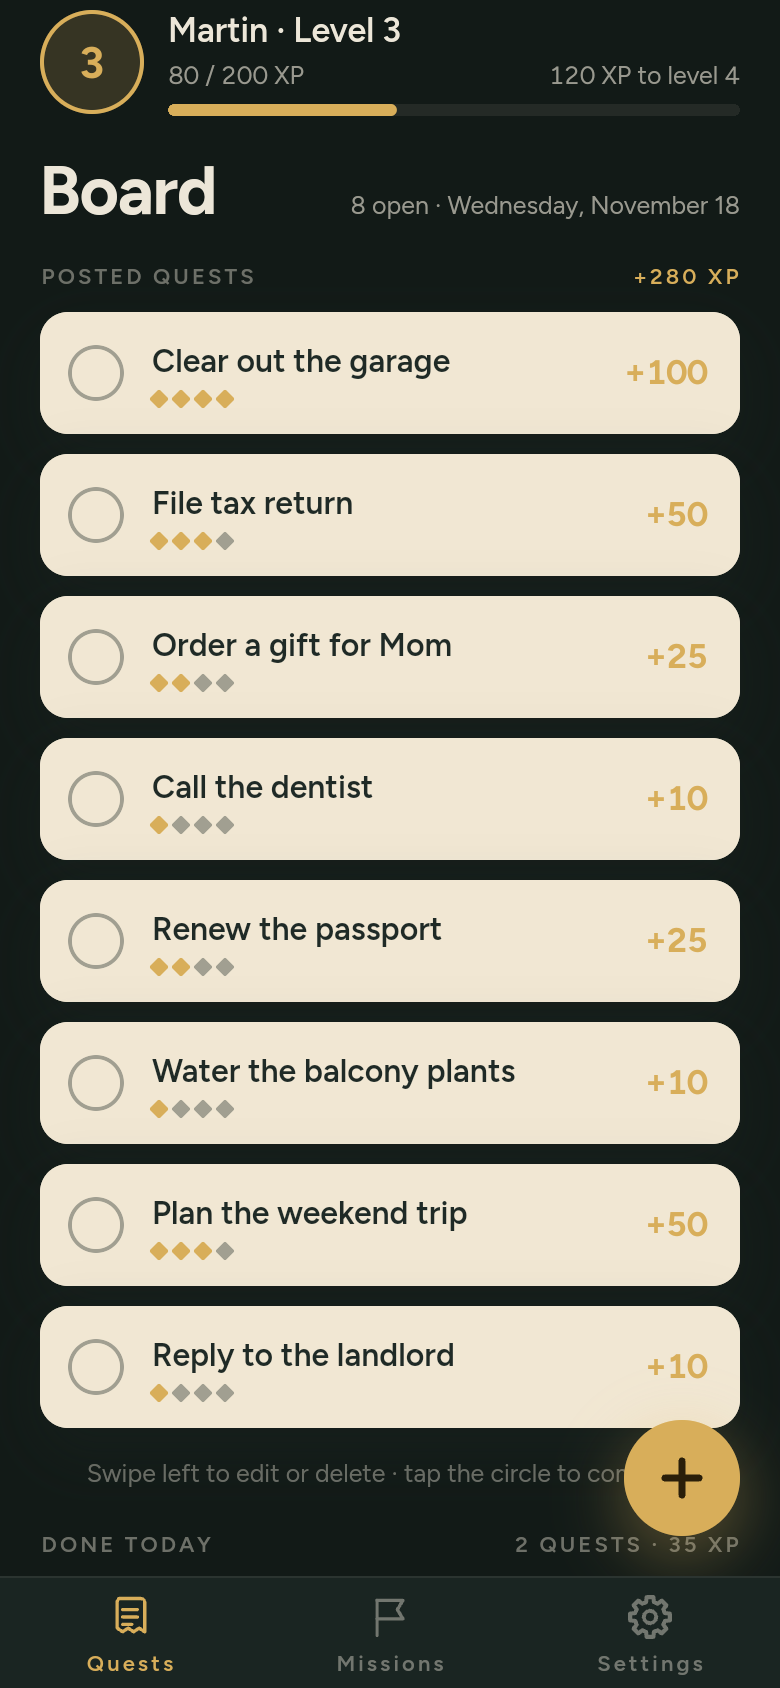 3
Martin · Level 3
80 / 200 XP
120 XP to level 4
Board
8 open · Wednesday, November 18
POSTED QUESTS
+280 XP
Clear out the garage
+100
File tax return
+50
Order a gift for Mom
+25
Call the dentist
+10
Renew the passport
+25
Water the balcony plants
+10
Plan the weekend trip
+50
Reply to the landlord
+10
Swipe left to edit or delete · tap the circle to
DONE TODAY
2 QUESTS · 35 XP
Quests
Missions
Settings